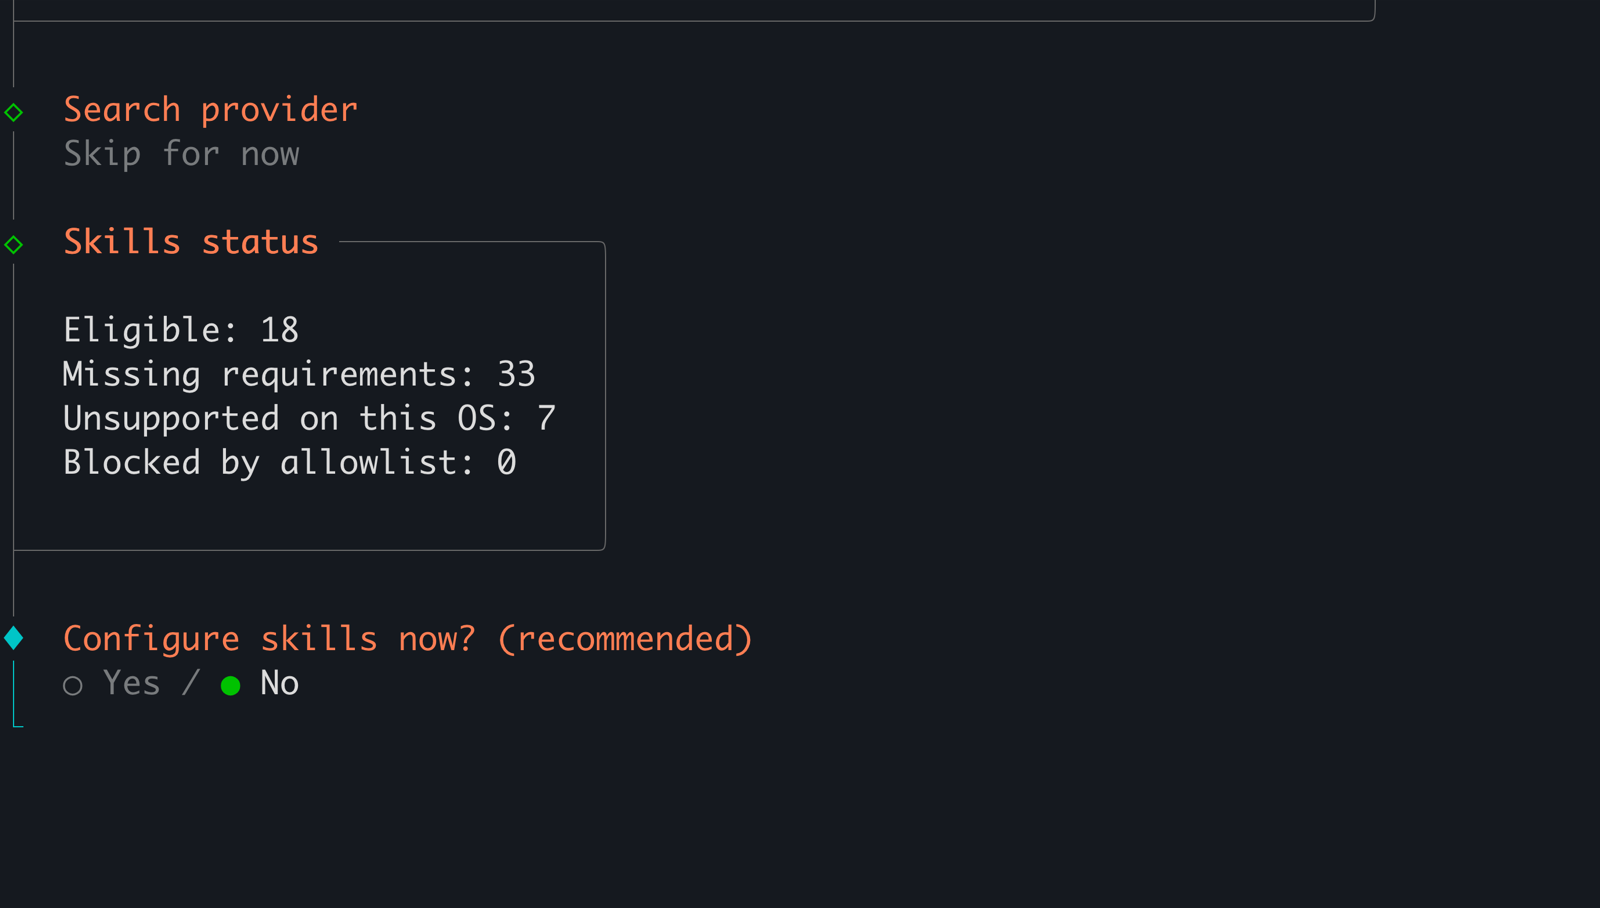 Search provider
Skip for now
Skills status
Eligible: 18
Missing requirements: 33
Unsupported on this OS: 7
Blocked by allowlist: 0
Configure skills now? (recommended)
○ Yes / ● No